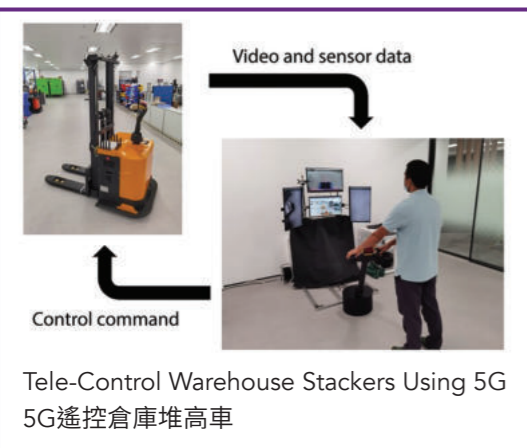 Video and sensor data
Control command
Tele-Control Warehouse Stackers Using 5G
5G遙控倉庫堆高車